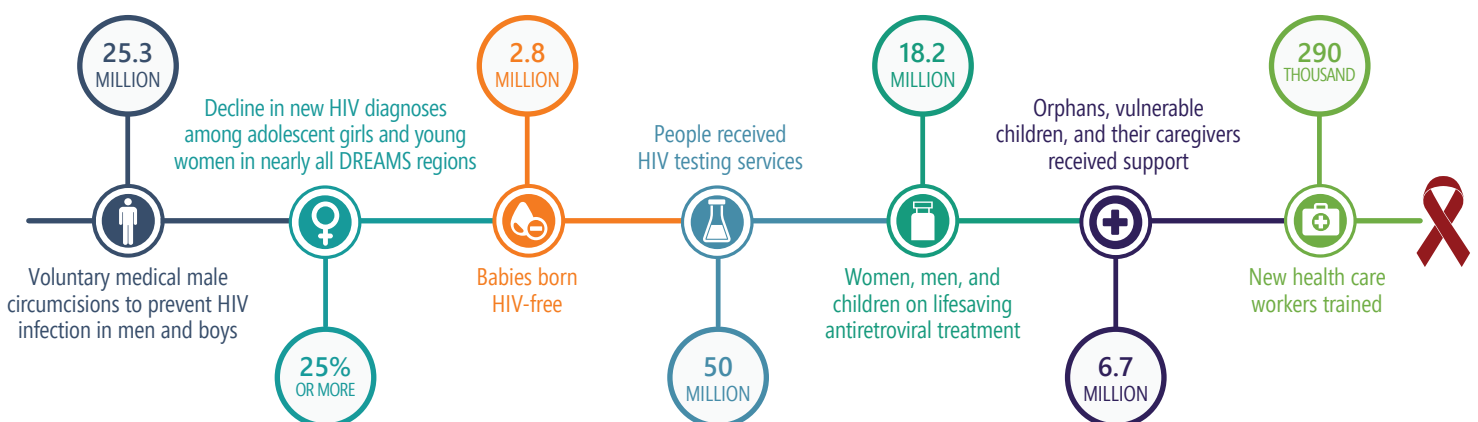 25.3
MILLION
Voluntary medical male
circumcisions to prevent HIV
infection in men and boys
Decline in new HIV diagnoses
among adolescent girls and young
women in nearly all DREAMS regions
25%
OR MORE
2.8
MILLION
Babies born
HIV-free
People received
HIV testing services
50
MILLION
18.2
MILLION
Women, men, and
children on lifesaving
antiretroviral treatment
Orphans, vulnerable
children, and their caregivers
received support
6.7
MILLION
290
THOUSAND
New health care
workers trained